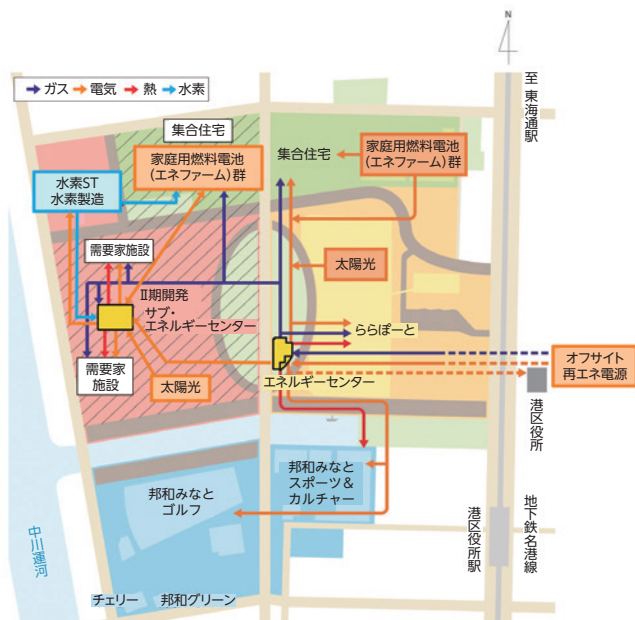 N
至 東海通駅
ガス 電気 熱 水素
集合住宅
家庭用燃料電池
(エネファーム)群
集合住宅
家庭用燃料電池
(エネファーム)群
水素ST
水素製造
需要家施設
太陽光
II期開発
サブ・
エネルギーセンター
ららぽーと
需要家
施設
太陽光
エネルギーセンター
オフサイト
再エネ電源
港区役所
邦和みなと
ゴルフ
邦和みなと
スポーツ&
カルチャー
港区役所駅
地下鉄名港線
中川運河
チェリー 邦和グリーン